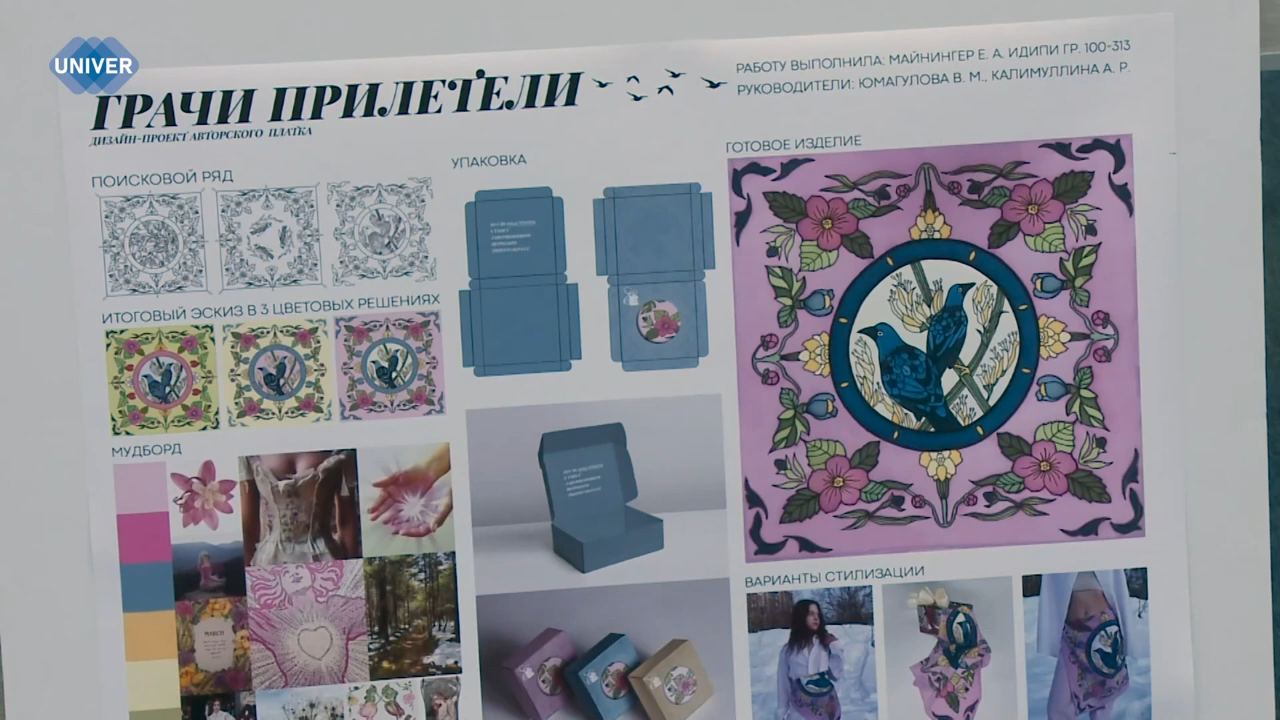 UNIVER
ГРАЧИ ПРИЛЕТЕЛИ
ДИЗАЙН-ПРОЕКТ АВТОРСКОГО ПЛАТКА
РАБОТУ ВЫПОЛНИЛА: МАЙНИНГЕР Е. А. ИДИПИ ГР. 100-313
РУКОВОДИТЕЛИ: ЮМАГУЛОВА В. М., КАЛИМУЛЛИНА А. Р.
ПОИСКОВОЙ РЯД
ИТОГОВЫЙ ЭСКИЗ В 3 ЦВЕТОВЫХ РЕШЕНИЯХ
МУДБОРД
MARCH
УПАКОВКА
ГОТОВОЕ ИЗДЕЛИЕ
ВАРИАНТЫ СТИЛИЗАЦИИ